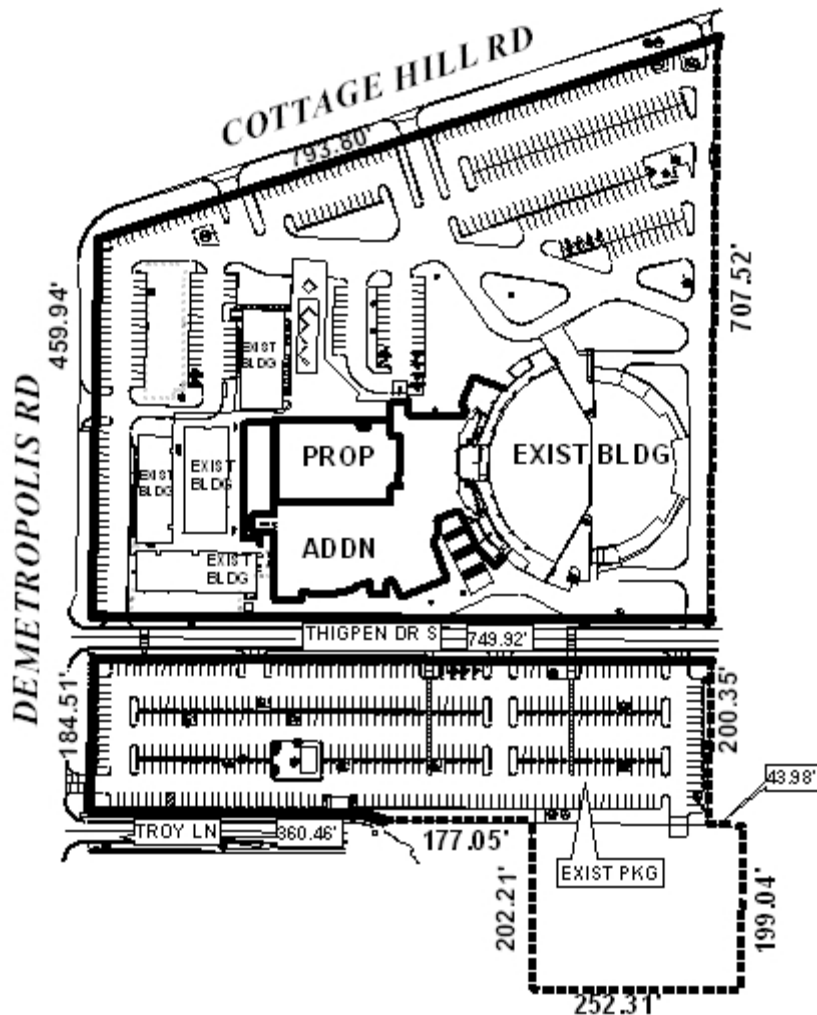 COTTAGE HILL RD
793.80'
459.94'
707.52'
DEMETROPOLIS RD
EXIST
BLDG
PROP
EXIST BLDG
EXIST
BLDG
EXIST
BLDG
ADDN
EXIST
BLDG
THIGPEN DR S
749.92'
184.51'
200.35'
43.98'
TROY LN
360.46'
177.05'
EXIST PKG
202.21'
199.04'
252.31'